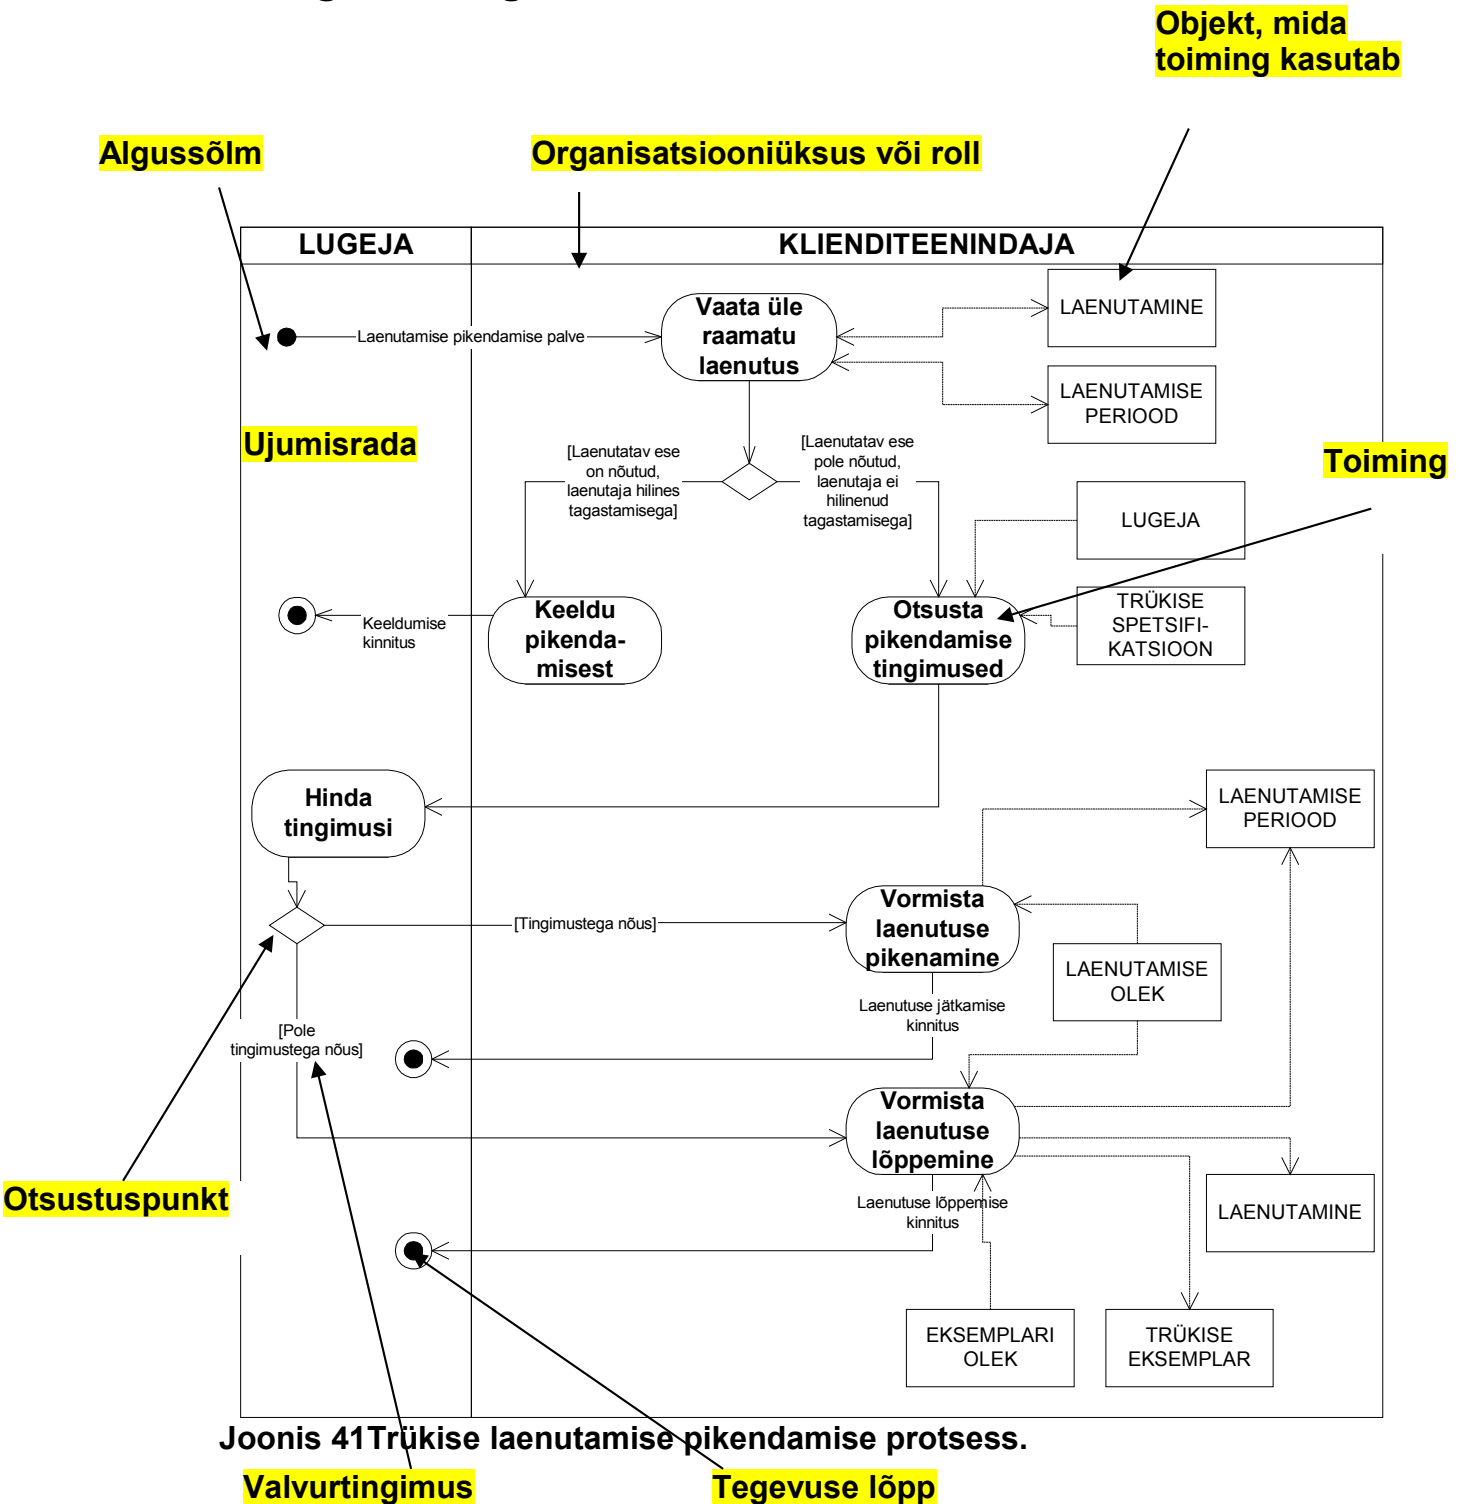 Objekt, mida
toiming kasutab
Algussõlm
Organisatsiooniüksus või roll
LUGEJA
KLIENDITEENINDAJA
Vaata üle
raamatu
laenutus
LAENUTAMINE
Laenutamise pikendamise palve
LAENUTAMISE
PERIOOD
Ujumisrada
[Laenutatav ese
on nõutud,
laenutaja hilines
tagastamisega]
[Laenutatav ese
pole nõutud,
laenutaja ei
hilinenud
tagastamisega]
Toiming
LUGEJA
Keeldumise
kinnitus
Keeldu
pikenda-
misest
Otsusta
pikendamise
tingimused
TRÜKISE
SPETSIFI-
KATSIOON
Hinda
tingimusi
LAENUTAMISE
PERIOOD
[Tingimustega nõus]
Vormista
laenutuse
pikenamine
LAENUTAMISE
OLEK
Laenutuse jätkamise
kinnitus
[Pole
tingimustega nõus]
Vormista
laenutuse
lõppemine
Otsustuspunkt
Laenutuse lõppemise
kinnitus
LAENUTAMINE
EKSEMPLARI
OLEK
TRÜKISE
EKSEMPLAR
Joonis 41Trükise laenutamise pikendamise protsess.
Valvurtingimus
Tegevuse lõpp